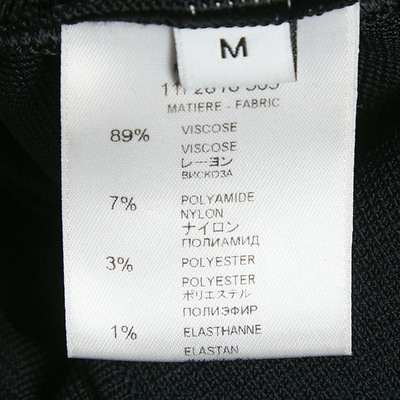 M
MATIERE - FABRIC
89% VISCOSE
VISCOSE
レーヨン
ВИСКОЗА
7% POLYAMIDE
NYLON
ナイロン
ПОЛИАМИД
3% POLYESTER
POLYESTER
ポリエステル
ПОЛИЭФИР
1% ELASTHANNE
ELASTAN